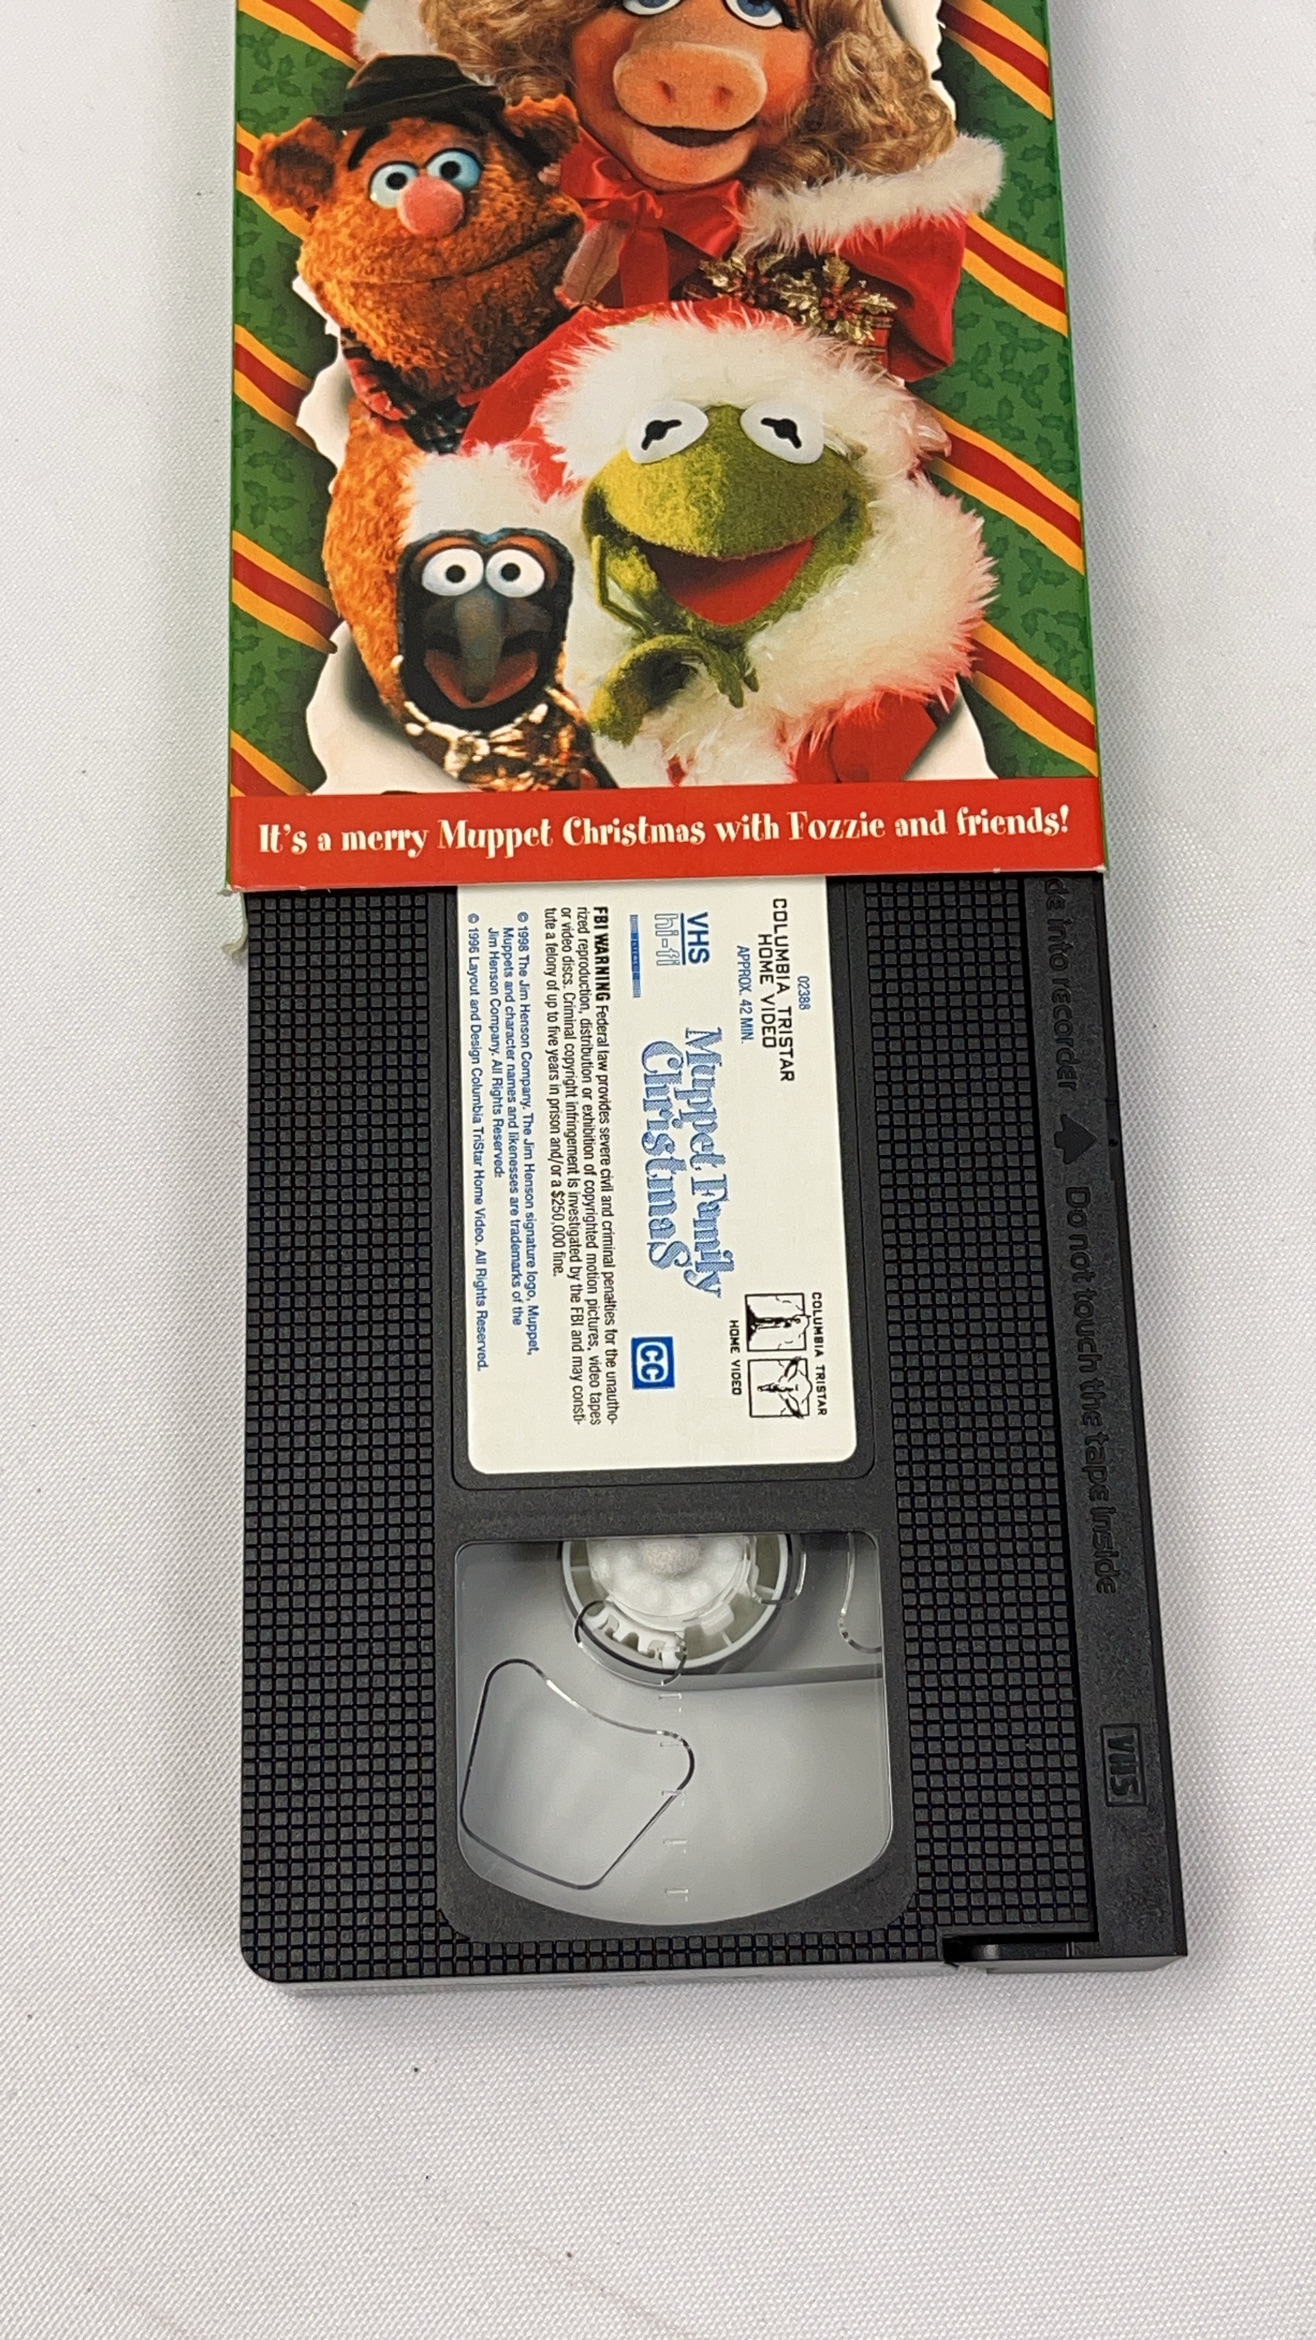 It's a merry Muppet Christmas with Fozzie and friends!
02388
COLUMBIA TRISTAR
HOME VIDEO
APPROX. 42 MIN.
COLUMBIA TRISTAR
HOME VIDEO
VHS
hi-fi
Muppet Family
Christmas
CC
FBI WARNING Federal law provides severe civil and criminal penalties for the unautho-
rized reproduction, distribution or exhibition of copyrighted motion pictures, video tapes
or video discs. Criminal copyright infringement is investigated by the FBI and may consti-
tute a felony of up to five years in prison and/or a $250,000 fine.
© 1998 The Jim Henson Company. The Jim Henson signature logo, Muppet,
Muppets and character names and likenesses are trademarks of the
Jim Henson Company. All Rights Reserved.
© 1996 Layout and Design Columbia TriStar Home Video. All Rights Reserved.
into recorder Do not touch the tape inside
VHS